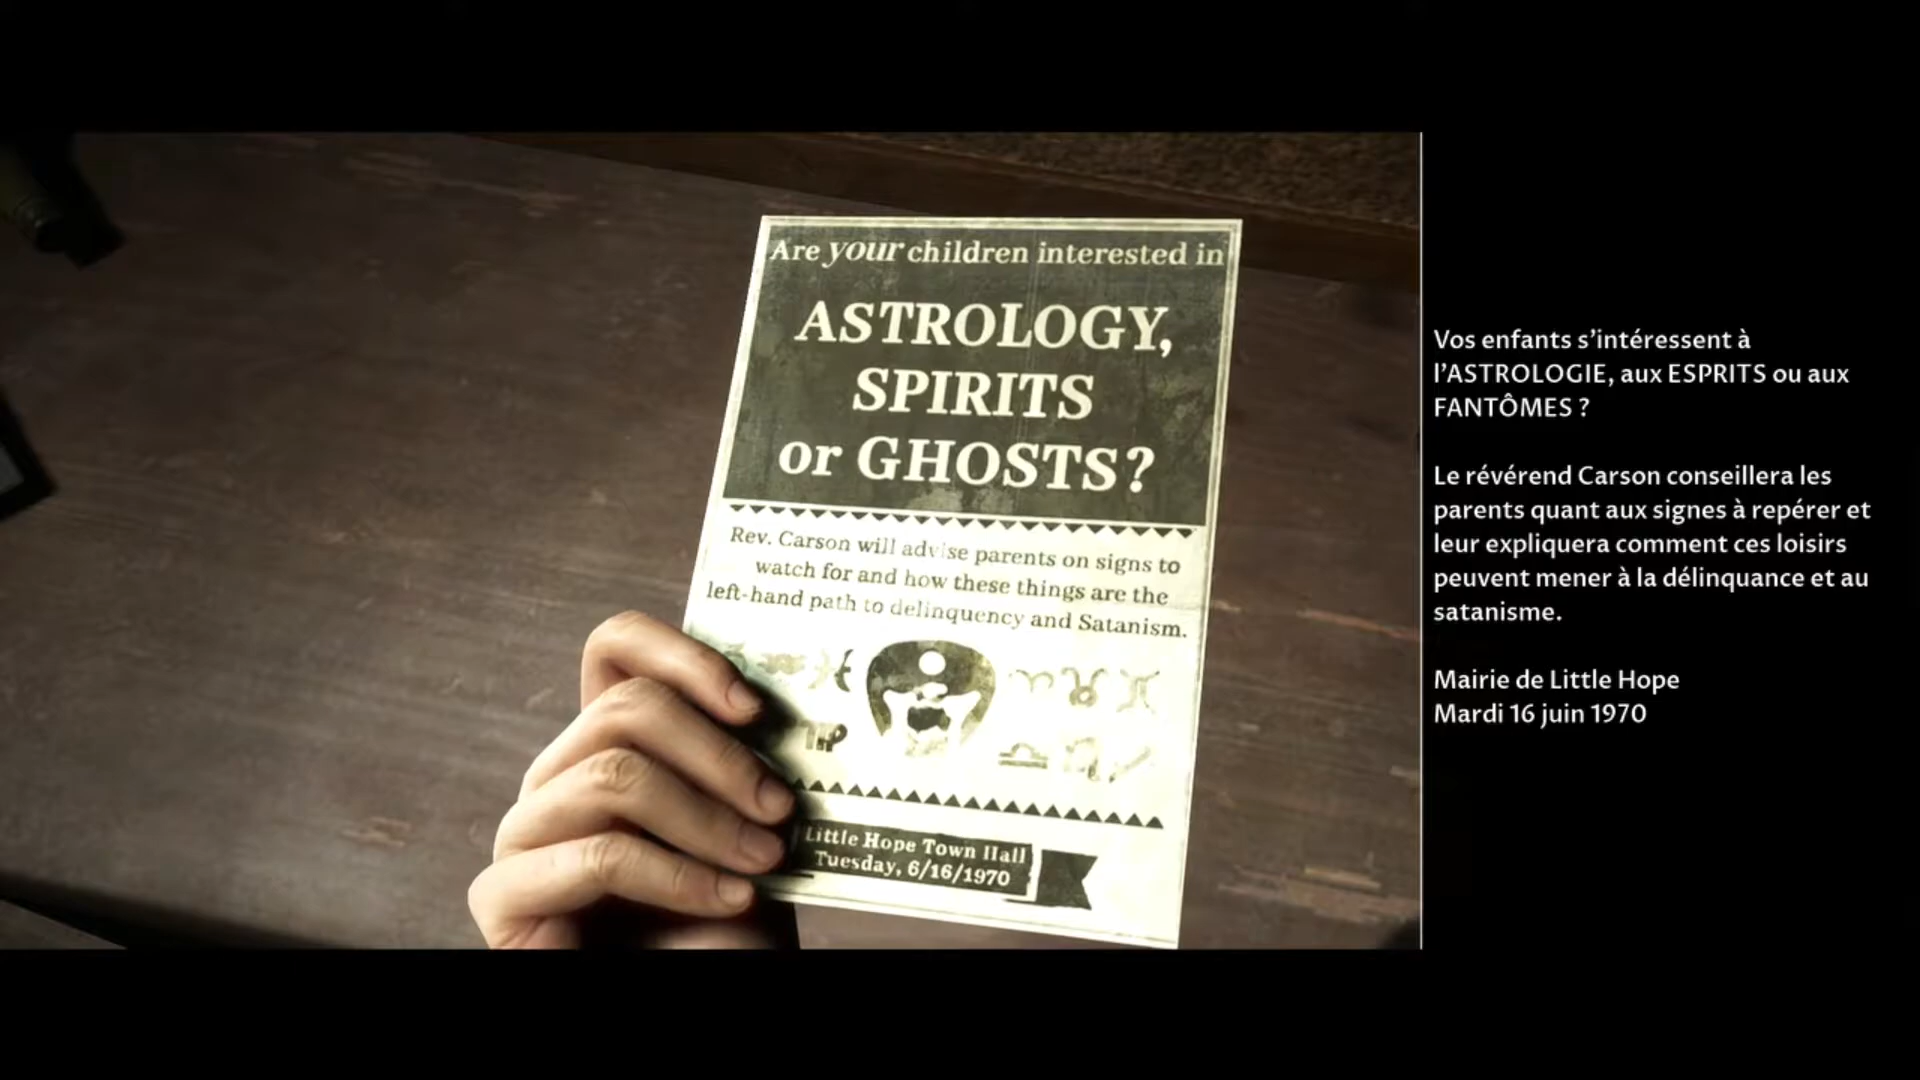 Are your children interested in
ASTROLOGY,
SPIRITS
or GHOSTS?
Rev. Carson will advise parents on signs to
watch for and how these things are the
left-hand path to delinquency and Satanism.
Little Hope Town Hall
Tuesday, 6/16/1970
Vos enfants s'intéressent à
l'ASTROLOGIE, aux ESPRITS ou aux
FANTÔMES ?
Le révérend Carson conseillera les
parents quant aux signes à repérer et
leur expliquera comment ces loisirs
peuvent mener à la délinquance et au
satanisme.
Mairie de Little Hope
Mardi 16 juin 1970